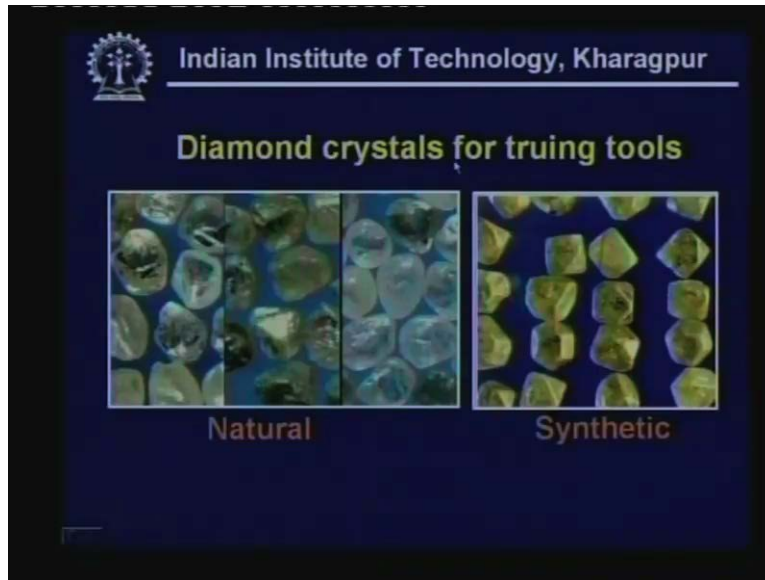 Indian Institute of Technology, Kharagpur
Diamond crystals for truing tools
Natural
Synthetic